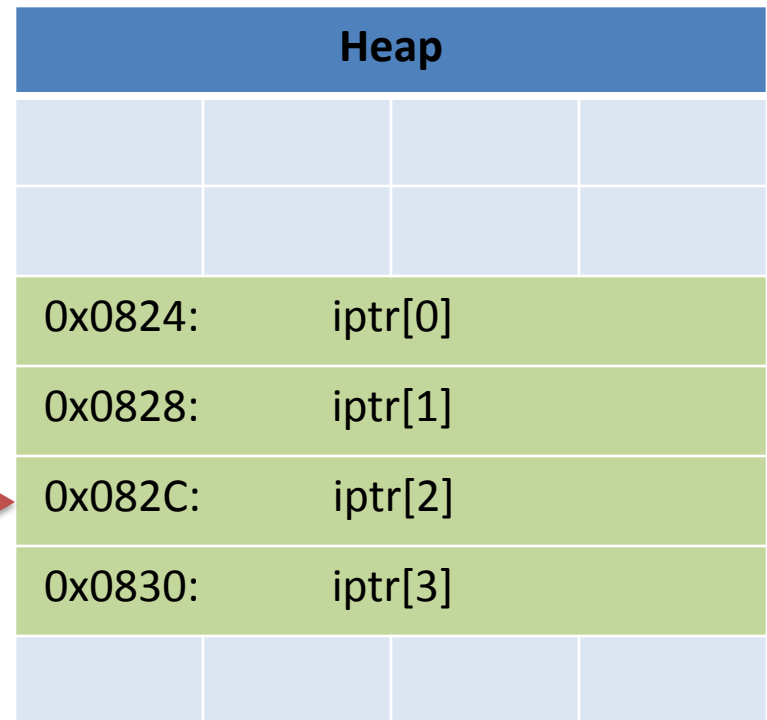 Heap
0x0824: iptr[0]
0x0828: iptr[1]
0x082C: iptr[2]
0x0830: iptr[3]